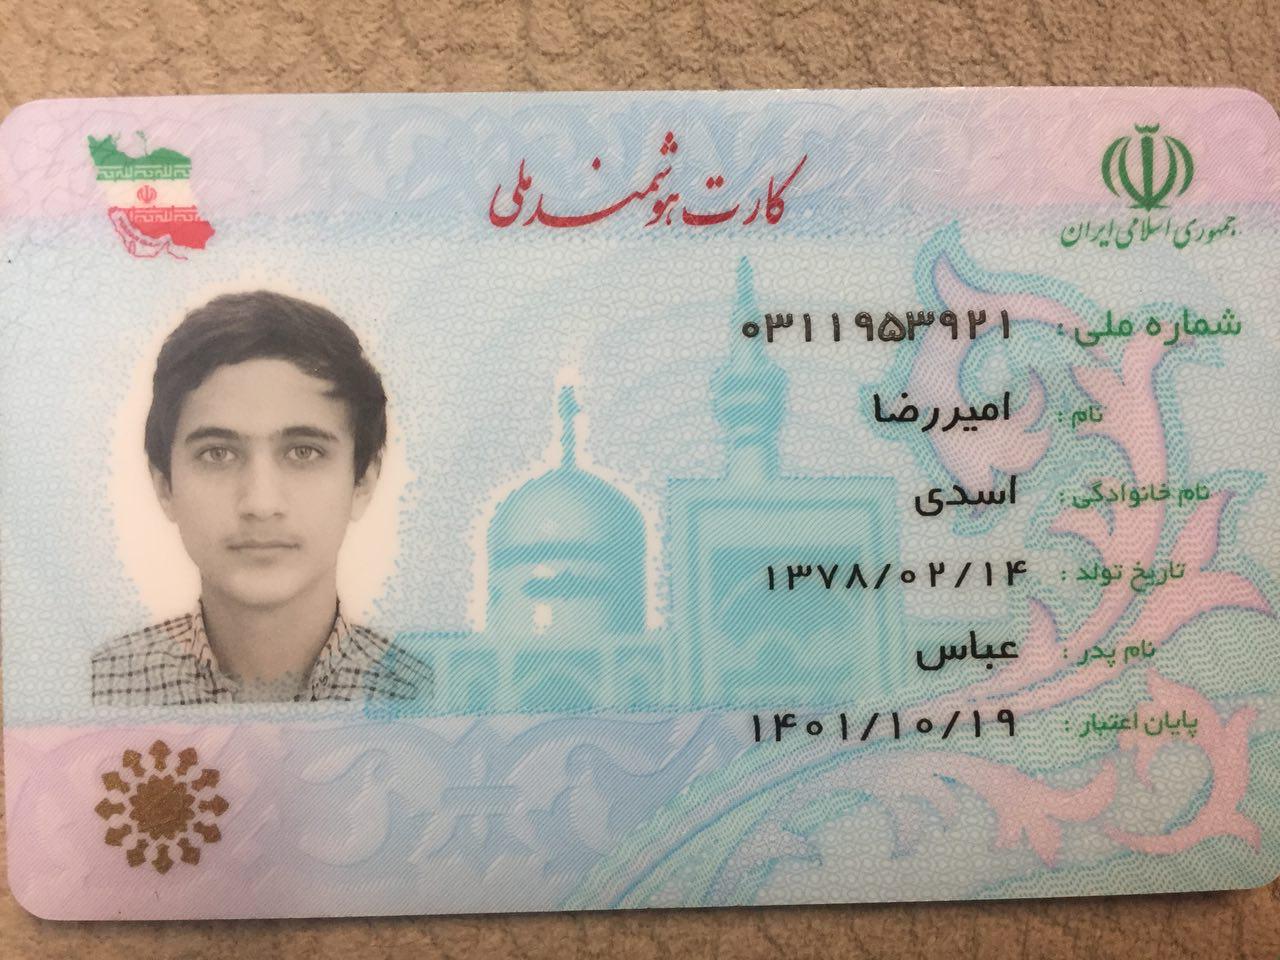 جمهوری اسلامی ایران
کارت هوشمند ملی
شماره ملی : ۰۳۱۱۹۵۳۹۲۱
نام : امیررضا
نام خانوادگی : اسدی
تاریخ تولد : ۱۳۷۸/۰۲/۱۴
نام پدر : عباس
پایان اعتبار : ۱۴۰۱/۱۰/۱۹